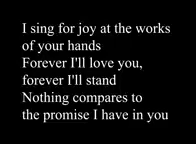 I sing for joy at the works
of your hands
Forever I'll love you,
forever I'll stand
Nothing compares to
the promise I have in you